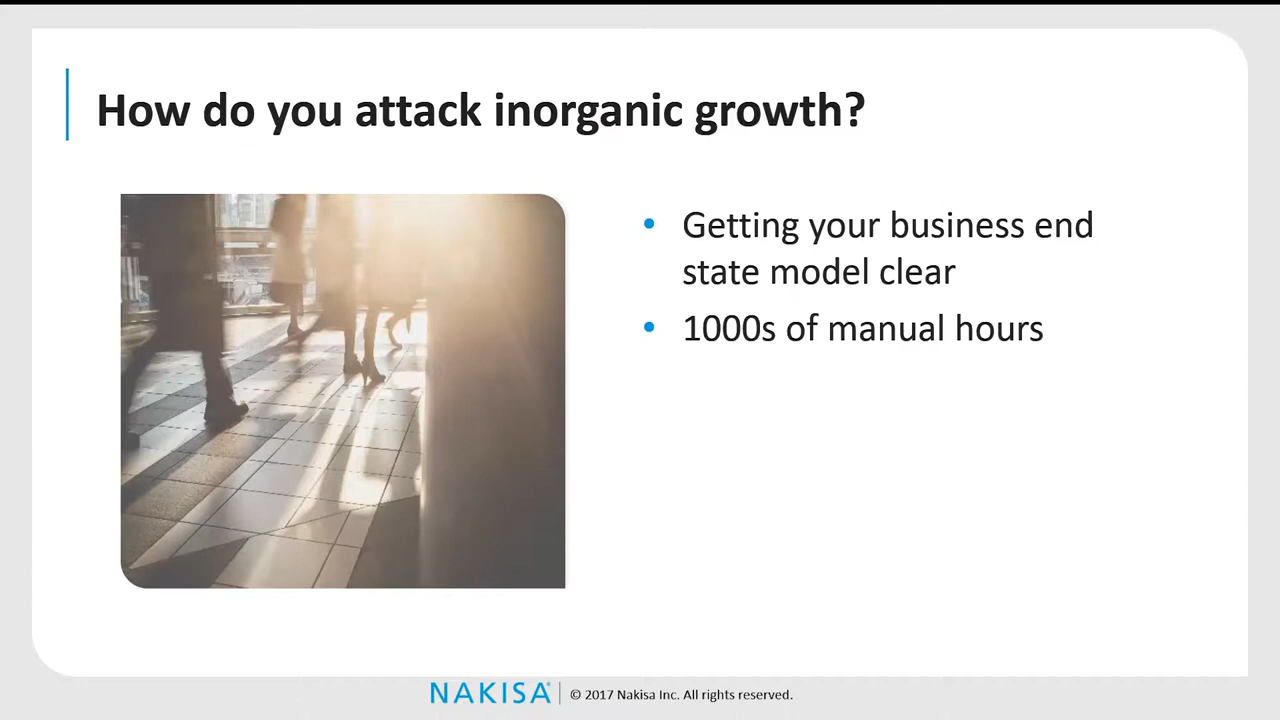 How do you attack inorganic growth?
• Getting your business end
state model clear
• 1000s of manual hours
NAKISA® | © 2017 Nakisa Inc. All rights reserved.